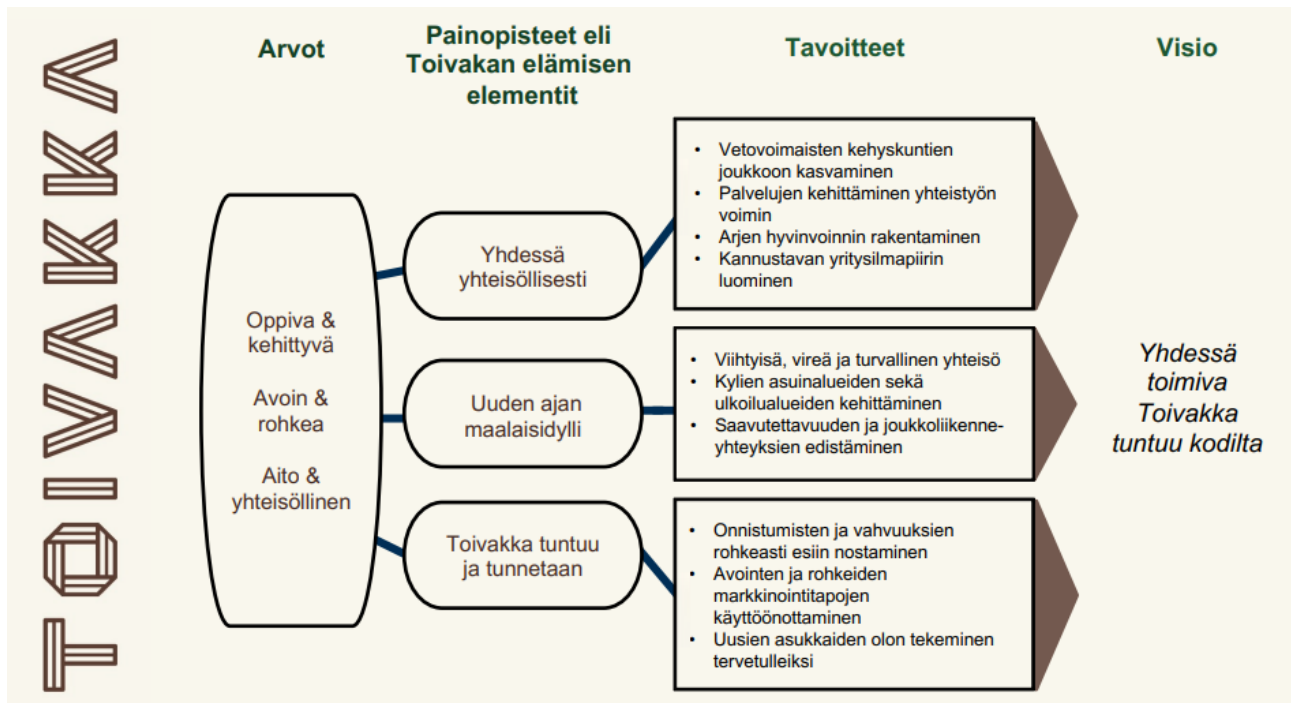 TOIVAKKA
Arvot
Painopisteet eli
Toivakan elämisen
elementit
Tavoitteet
Visio
Oppiva &
kehittyvä
Avoin &
rohkea
Aito &
yhteisöllinen
Yhdessä
yhteisöllisesti
Uuden ajan
maalaisidylli
Toivakka tuntuu
ja tunnetaan
• Vetovoimaisten kehyskuntien
joukkoon kasvaminen
• Palvelujen kehittäminen yhteistyön
voimin
• Arjen hyvinvoinnin rakentaminen
• Kannustavan yritysilmapiirin
luominen
• Viihtyisä, vireä ja turvallinen yhteisö
• Kylien asuinalueiden sekä
ulkoilualueiden kehittäminen
• Saavutettavuuden ja joukkoliikenne-
yhteyksien edistäminen
• Onnistumisten ja vahvuuksien
rohkeasti esiin nostaminen
• Avointen ja rohkeiden
markkinointitapojen
käyttöönottaminen
• Uusien asukkaiden olon tekeminen
tervetulleiksi
Yhdessä
toimiva
Toivakka
tuntuu kodilta